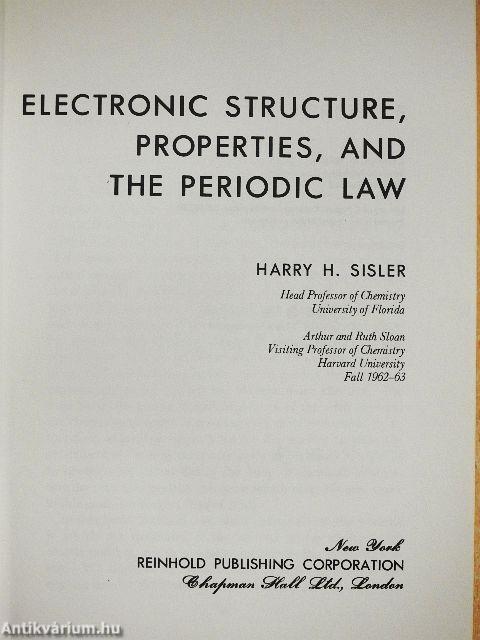 ELECTRONIC STRUCTURE,
PROPERTIES, AND
THE PERIODIC LAW
HARRY H. SISLER
Head Professor of Chemistry
University of Florida
Arthur and Ruth Sloan
Visiting Professor of Chemistry
Harvard University
Fall 1962–63
New York
REINHOLD PUBLISHING CORPORATION
Chapman Hall Ltd., London
Antikvárium.hu